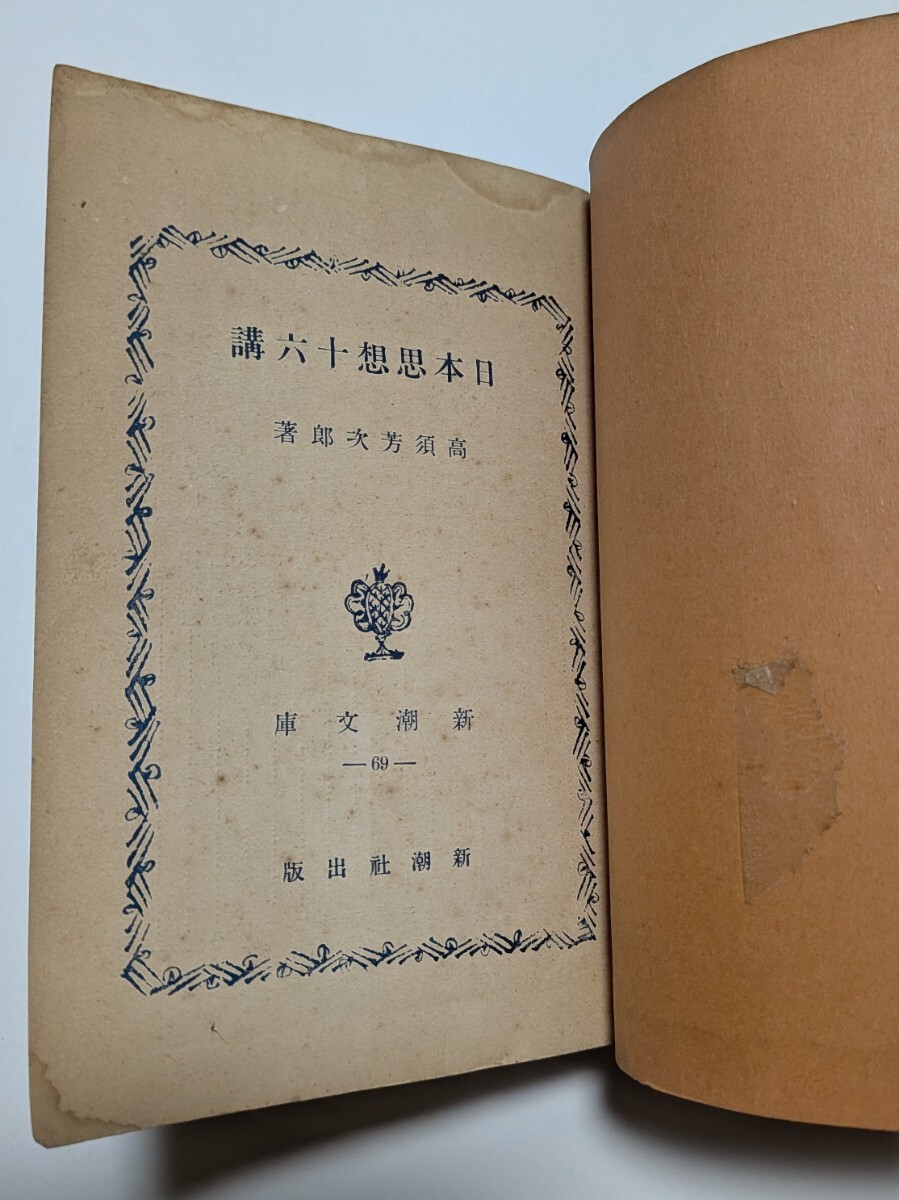 日本思想十六講
高須芳次郎著
新潮文庫
—69—
新潮社出版